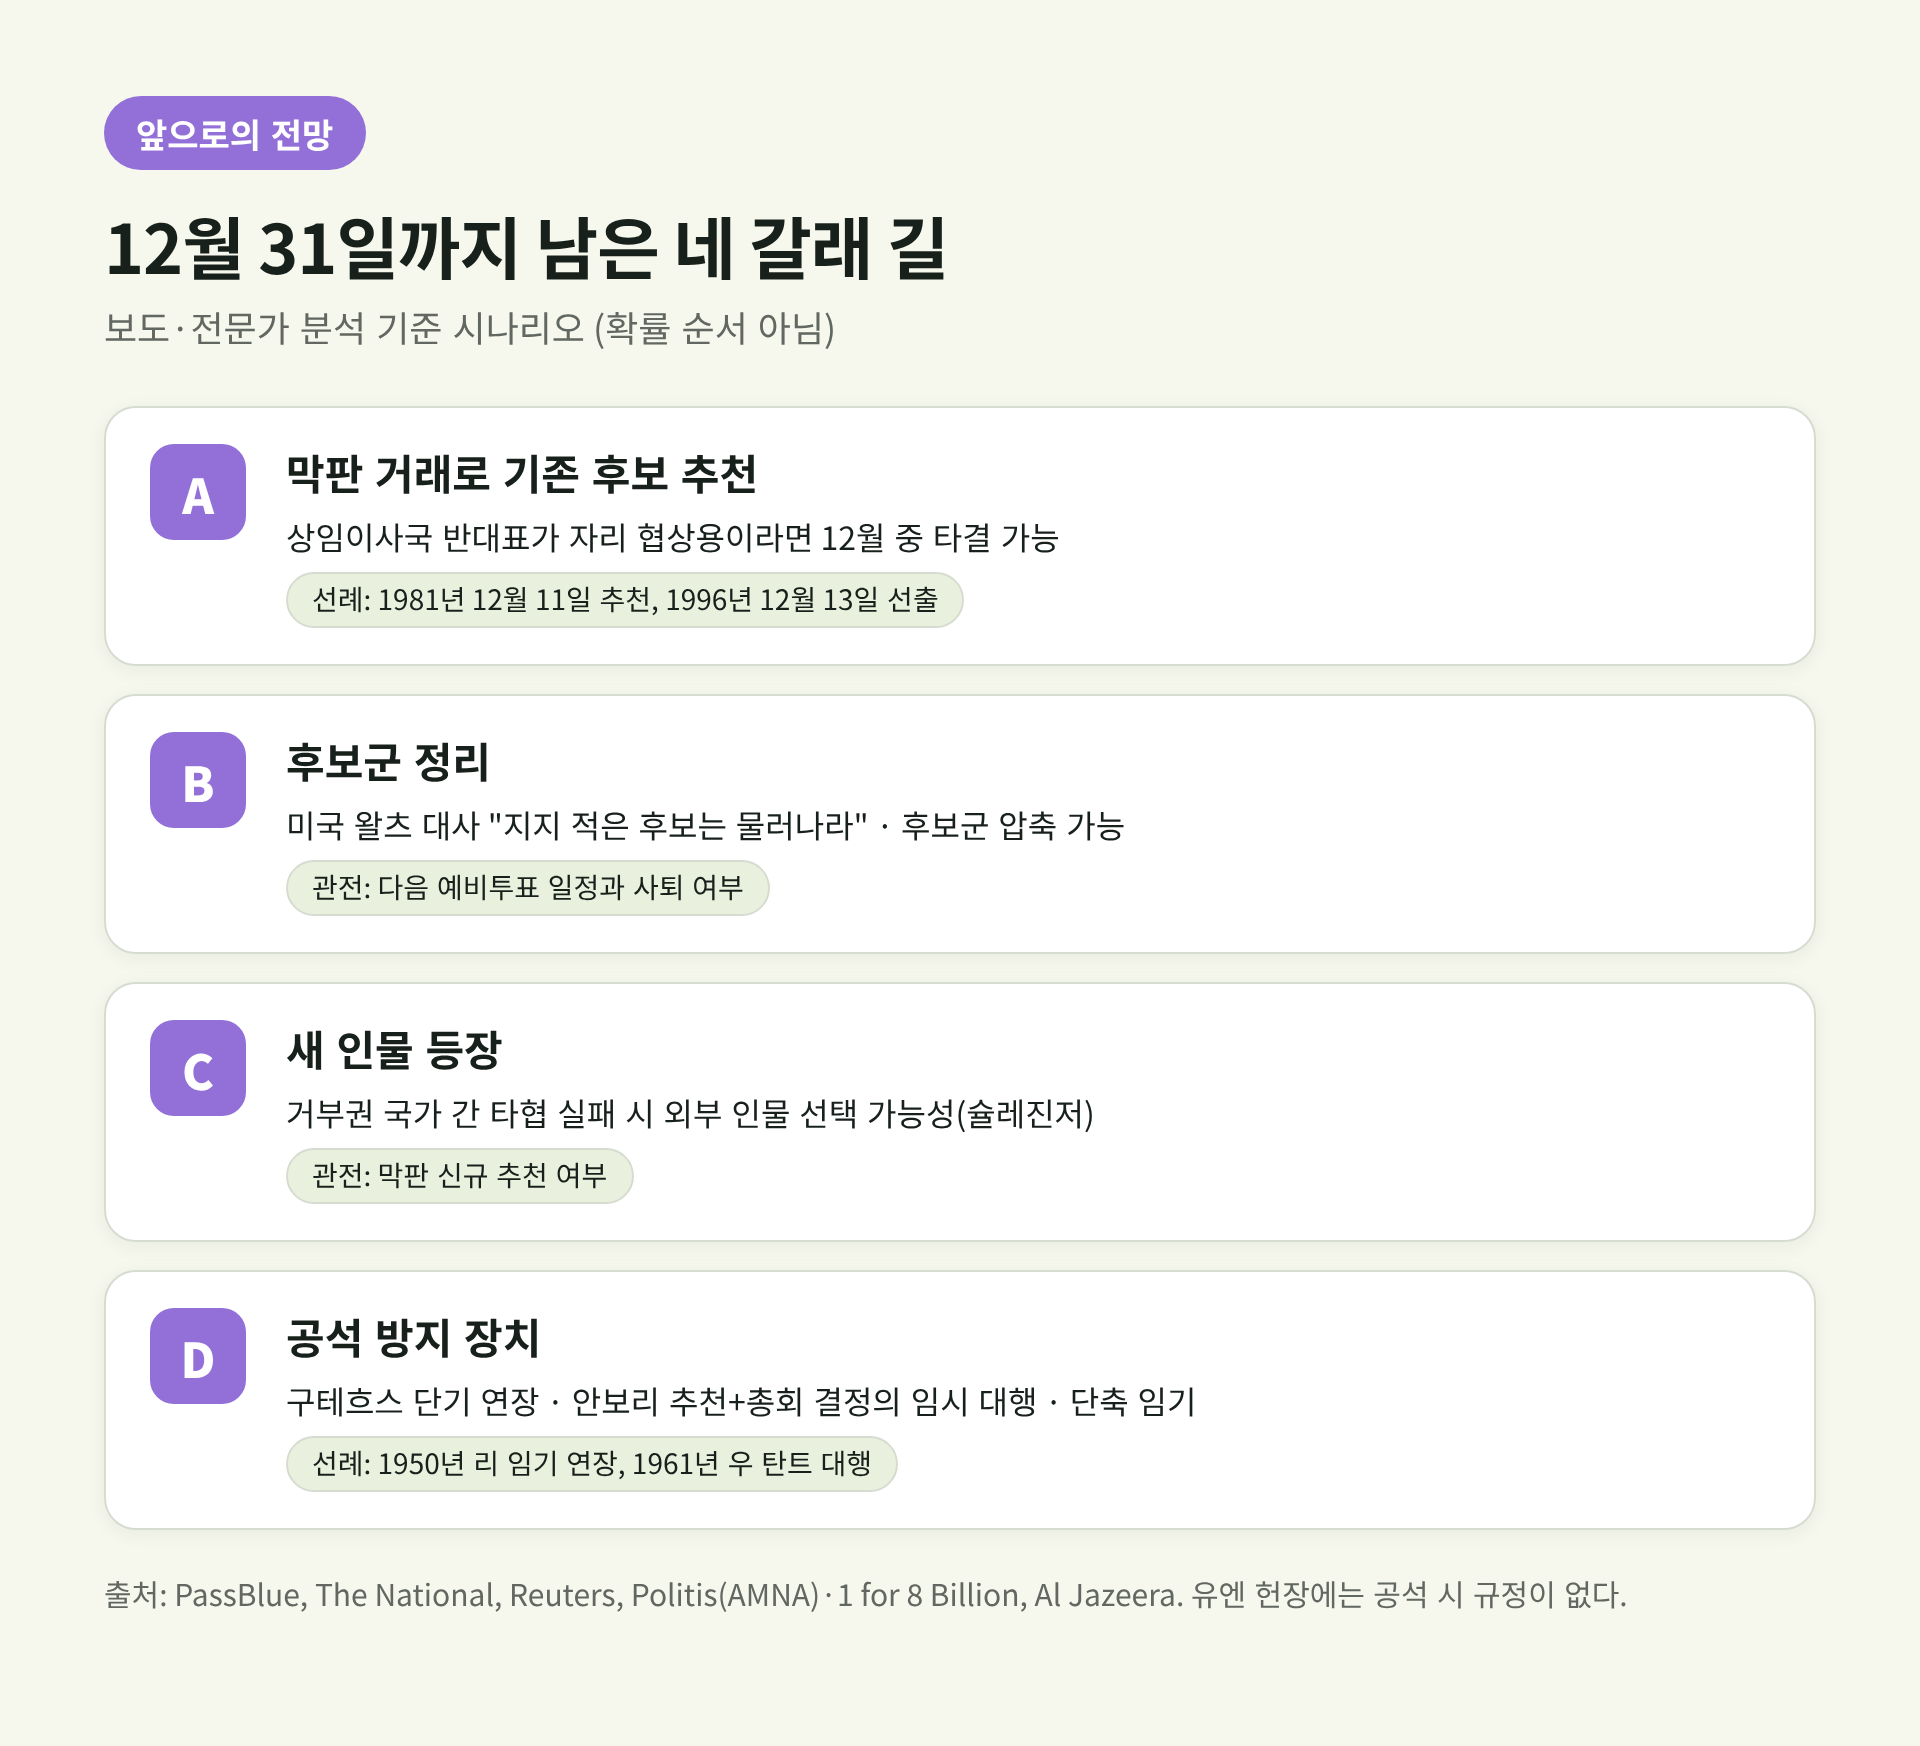 앞으로의 전망
12월 31일까지 남은 네 갈래 길
보도·전문가 분석 기준 시나리오 (확률 순서 아님)
A
막판 거래로 기존 후보 추천
상임이사국 반대표가 자리 협상용이라면 12월 중 타결 가능
선례: 1981년 12월 11일 추천, 1996년 12월 13일 선출
B
후보군 정리
미국 왈츠 대사 "지지 적은 후보는 물러나라" · 후보군 압축 가능
관전: 다음 예비투표 일정과 사퇴 여부
C
새 인물 등장
거부권 국가 간 타협 실패 시 외부 인물 선택 가능성(슐레진저)
관전: 막판 신규 추천 여부
D
공석 방지 장치
구테흐스 단기 연장 · 안보리 추천+총회 결정의 임시 대행 · 단축 임기
선례: 1950년 리 임기 연장, 1961년 우 탄트 대행
출처: PassBlue, The National, Reuters, Politis(AMNA)·1 for 8 Billion, Al Jazeera. 유엔 헌장에는 공석 시 규정이 없다.